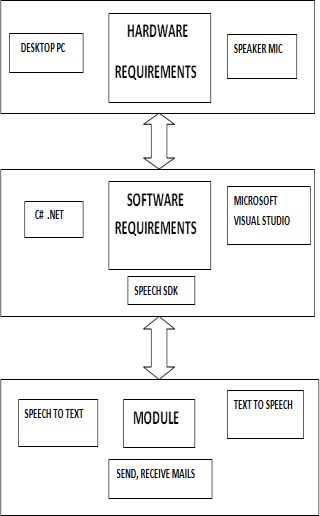 HARDWARE
REQUIREMENTS
DESKTOP PC
SPEAKER MIC
SOFTWARE
REQUIREMENTS
C# .NET
MICROSOFT
VISUAL STUDIO
SPEECH SDK
SPEECH TO TEXT
MODULE
TEXT TO SPEECH
SEND, RECEIVE MAILS